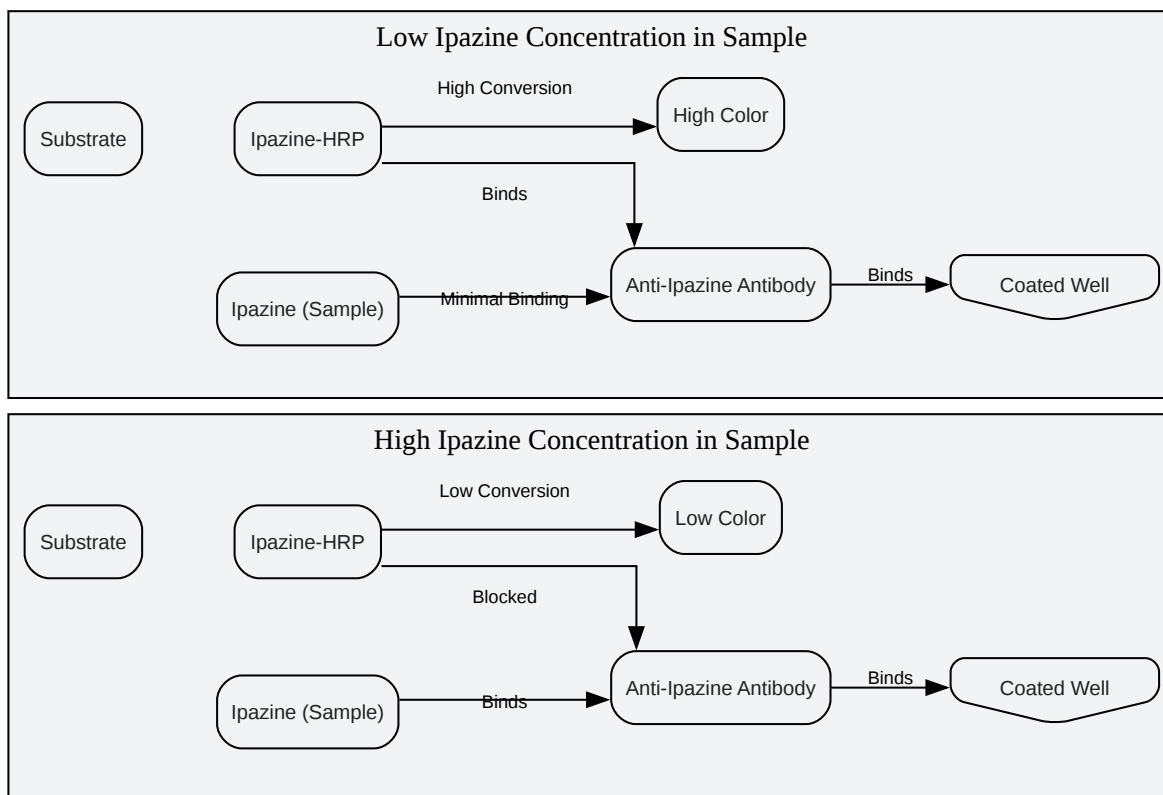 Low Ipazine Concentration in Sample
High Conversion
Substrate
Ipazine-HRP
High Color
Binds
Ipazine (Sample)
Minimal Binding
Anti-Ipazine Antibody
Binds
Coated Well
High Ipazine Concentration in Sample
Low Conversion
Substrate
Ipazine-HRP
Low Color
Blocked
Ipazine (Sample)
Binds
Anti-Ipazine Antibody
Binds
Coated Well